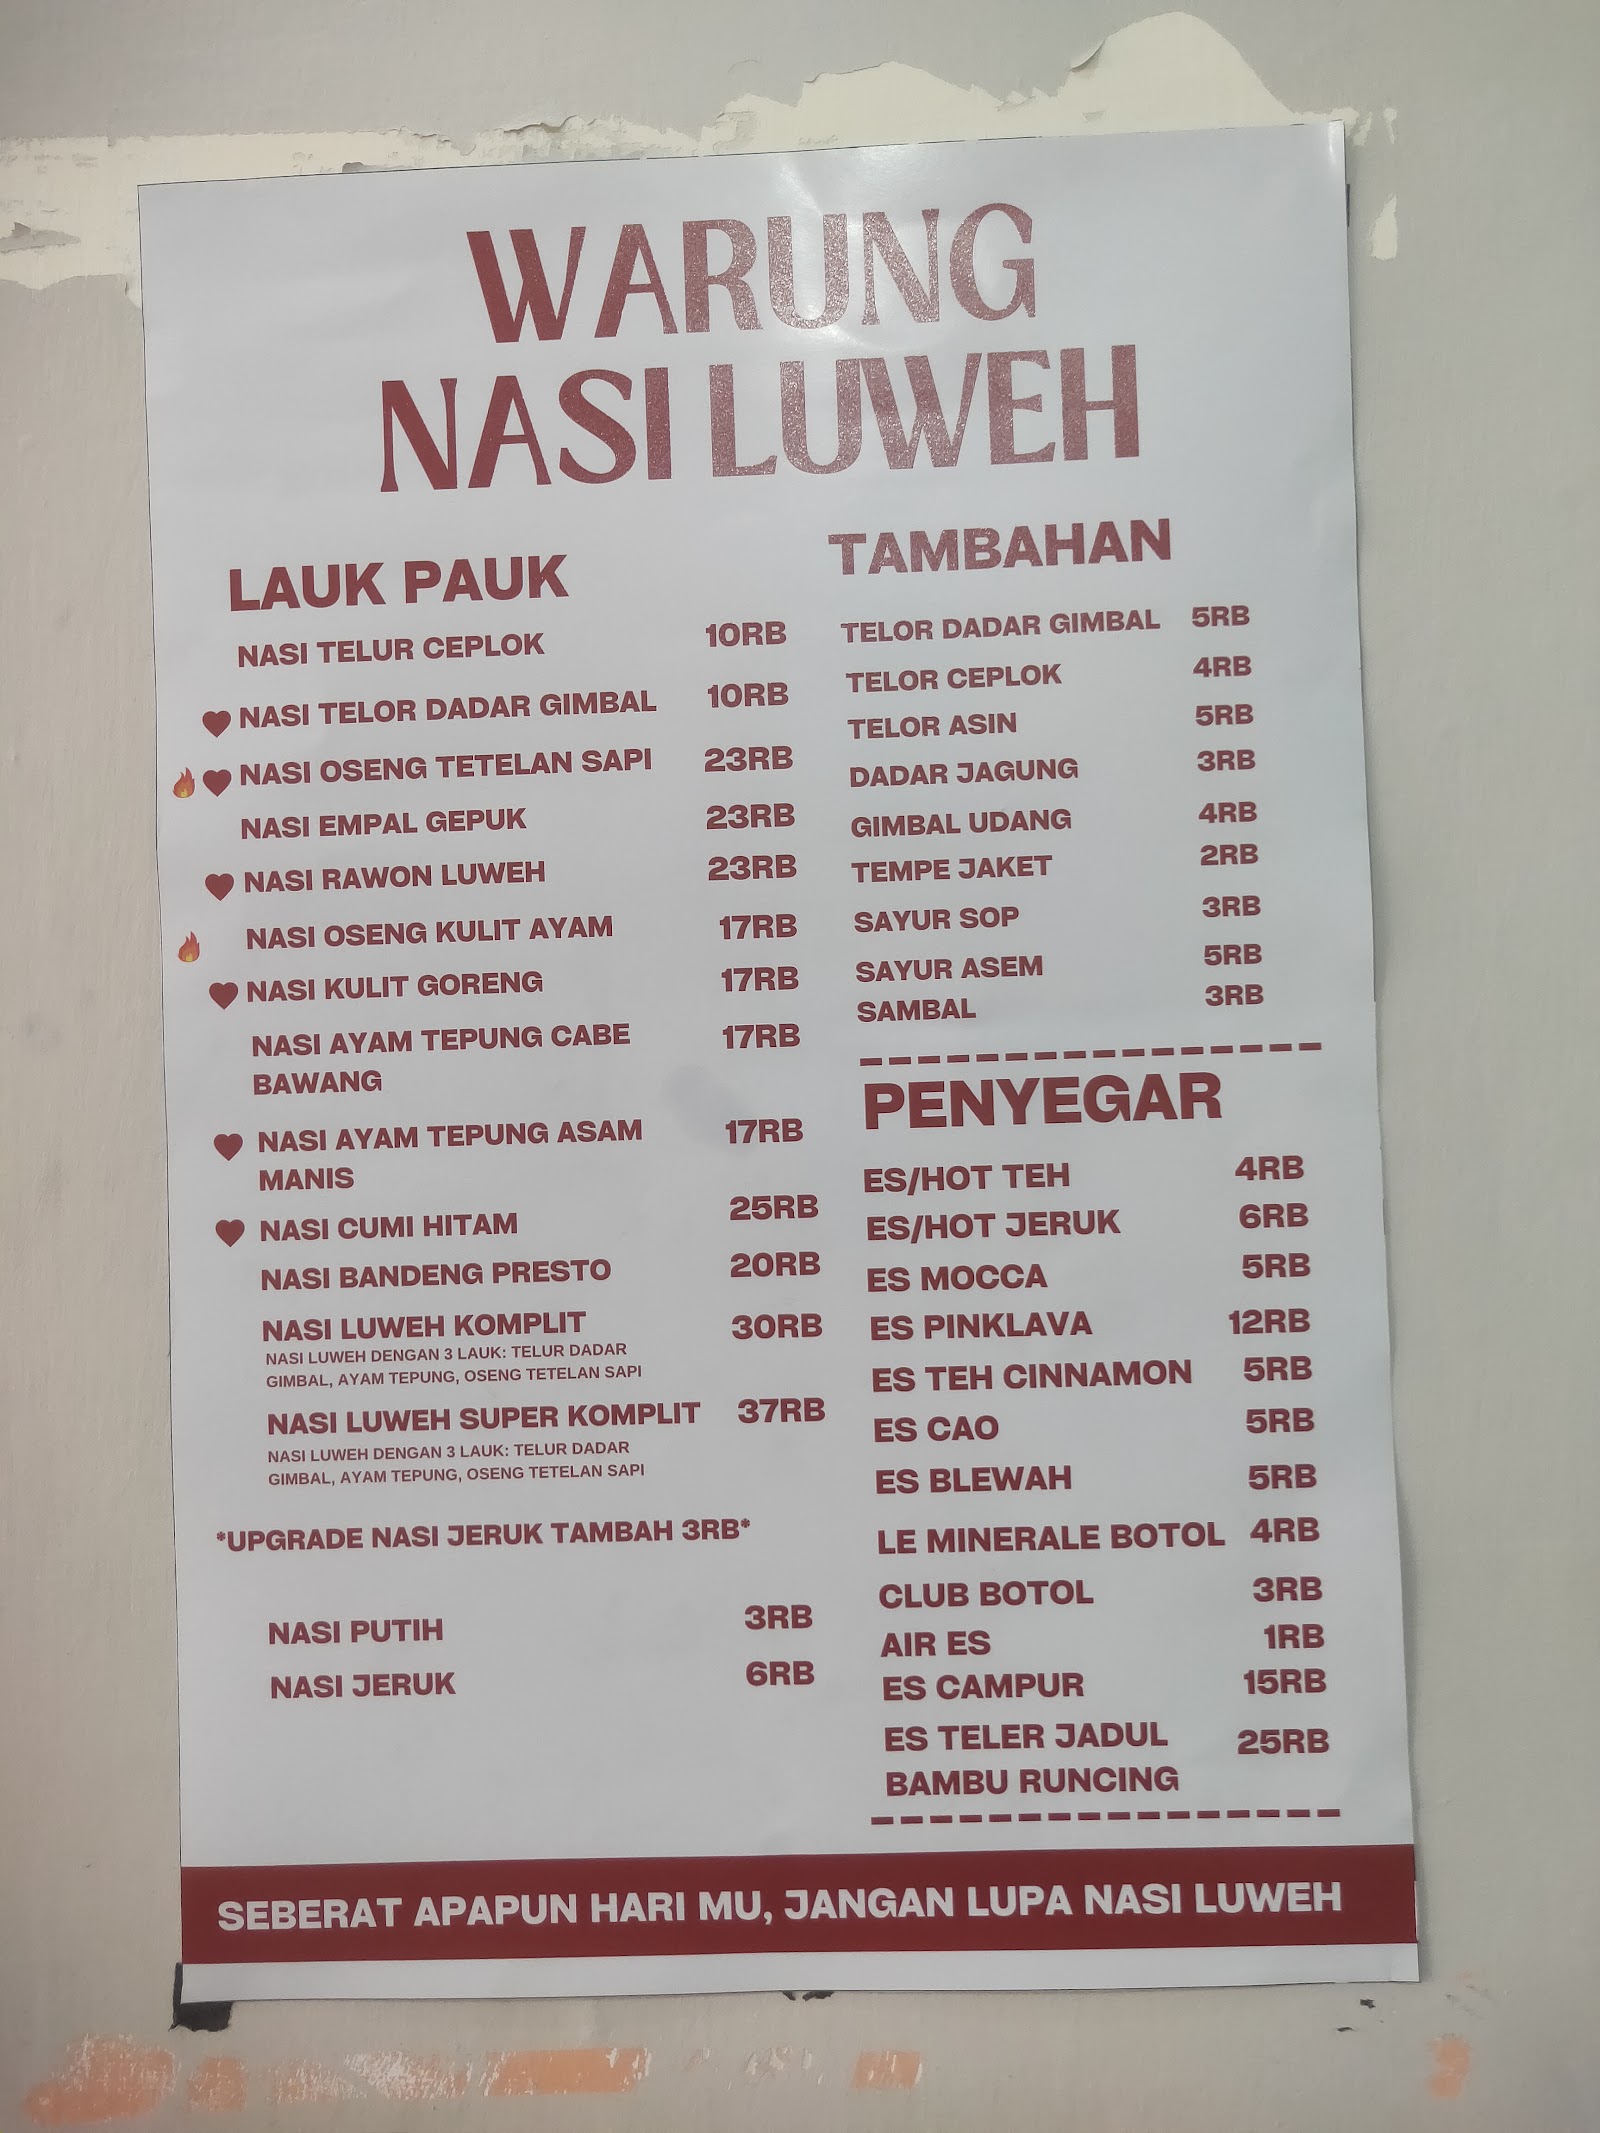 WARUNG
NASI LUWEH
LAUK PAUK
NASI TELUR CEPLOK 10RB
NASI TELOR DADAR GIMBAL 10RB
NASI OSENG TETELAN SAPI 23RB
NASI EMPAL GEPUK 23RB
NASI RAWON LUWEH 23RB
NASI OSENG KULIT AYAM 17RB
NASI KULIT GORENG 17RB
NASI AYAM TEPUNG CABE 17RB
BAWANG
NASI AYAM TEPUNG ASAM 17RB
MANIS
NASI CUMI HITAM 25RB
NASI BANDENG PRESTO 20RB
NASI LUWEH KOMPLIT 30RB
NASI LUWEH DENGAN 3 LAUK: TELUR DADAR
GIMBAL, AYAM TEPUNG, OSENG TETELAN SAPI
NASI LUWEH SUPER KOMPLIT 37RB
NASI LUWEH DENGAN 3 LAUK: TELUR DADAR
GIMBAL, AYAM TEPUNG, OSENG TETELAN SAPI
*UPGRADE NASI JERUK TAMBAH 3RB*
NASI PUTIH 3RB
NASI JERUK 6RB
TAMBAHAN
TELOR DADAR GIMBAL 5RB
TELOR CEPLOK 4RB
TELOR ASIN 5RB
DADAR JAGUNG 3RB
GIMBAL UDANG 4RB
TEMPE JAKET 2RB
SAYUR SOP 3RB
SAYUR ASEM 5RB
SAMBAL 3RB
PENYEGAR
ES/HOT TEH 4RB
ES/HOT JERUK 6RB
ES MOCCA 5RB
ES PINKLAVA 12RB
ES TEH CINNAMON 5RB
ES CAO 5RB
ES BLEWAH 5RB
LE MINERALE BOTOL 4RB
CLUB BOTOL 3RB
AIR ES 1RB
ES CAMPUR 15RB
ES TELER JADUL 25RB
BAMBU RUNCING
SEBERAT APAPUN HARI MU, JANGAN LUPA NASI LUWEH